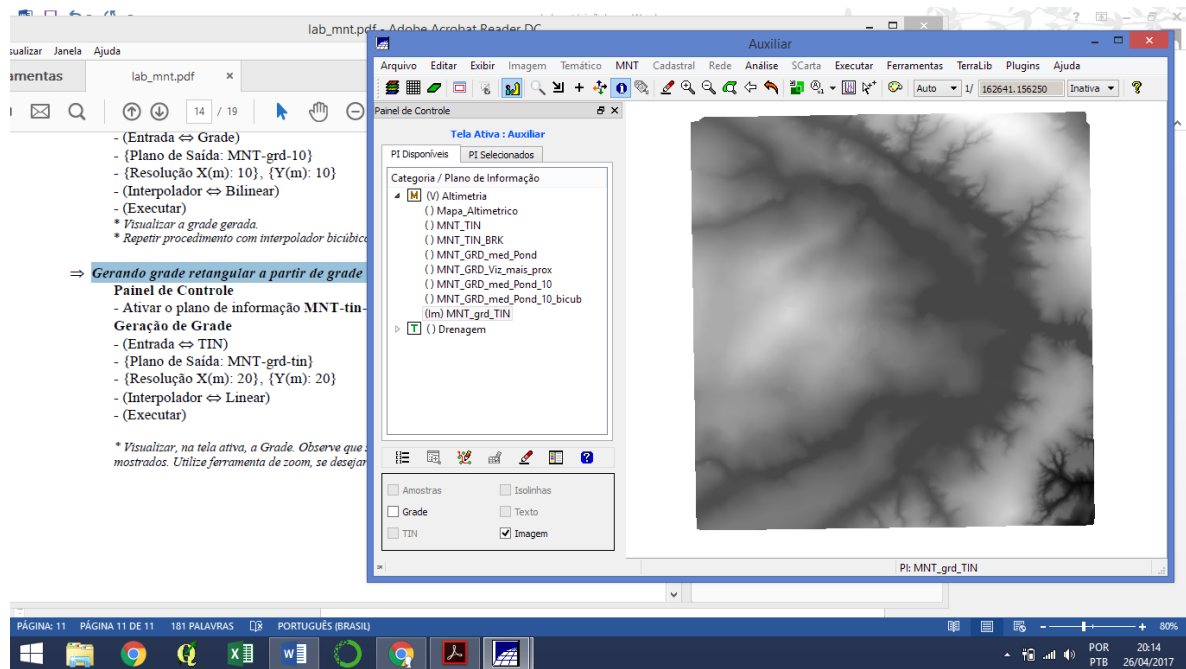 lab_mnt.pdf - Adobe Acrobat Reader DC
sualizar Janela Ajuda
amentas
lab_mnt.pdf ×
14 / 19
- (Entrada ⇔ Grade)
- {Plano de Saída: MNT-grd-10}
- {Resolução X(m): 10}, {Y(m): 10}
- (Interpolador ⇔ Bilinear)
- (Executar)
* Visualizar a grade gerada.
* Repetir procedimento com interpolador bicúbico
⇒ Gerando grade retangular a partir de grade
Painel de Controle
- Ativar o plano de informação MNT-tin-
Geração de Grade
- (Entrada ⇔ TIN)
- {Plano de Saída: MNT-grd-tin}
- {Resolução X(m): 20}, {Y(m): 20}
- (Interpolador ⇔ Linear)
- (Executar)
* Visualizar, na tela ativa, a Grade. Observe que
mostrados. Utilize ferramenta de zoom, se desejar
Auxiliar
Arquivo Editar Exibir Imagem Temático MNT Cadastral Rede Análise SCarta Executar Ferramentas TerraLib Plugins Ajuda
Auto 1/ 162641.156250 Inativa
Painel de Controle
Tela Ativa : Auxiliar
PI Disponíveis PI Selecionados
Categoria / Plano de Informação
M (V) Altimetria
() Mapa_Altimetrico
() MNT_TIN
() MNT_TIN_BRK
() MNT_GRD_med_Pond
() MNT_GRD_Viz_mais_prox
() MNT_GRD_med_Pond_10
() MNT_GRD_med_Pond_10_bicub
(Im) MNT_grd_TIN
T () Drenagem
Amostras Isolinhas
Grade Texto
TIN Imagem
PI: MNT_grd_TIN
PÁGINA: 11 PÁGINA 11 DE 11 181 PALAVRAS PORTUGUÊS (BRASIL) 80%
POR 20:14
PTB 26/04/2017